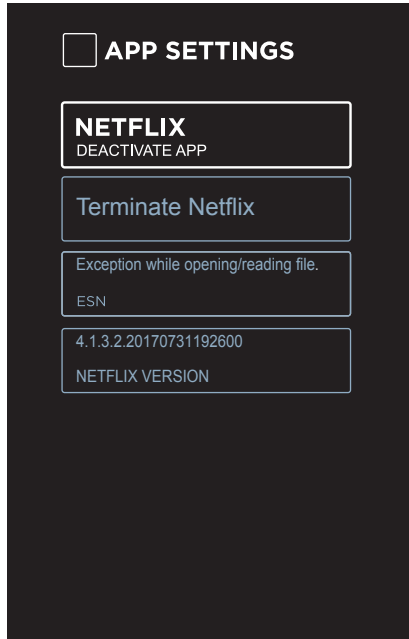 APP SETTINGS
NETFLIX
DEACTIVATE APP
Terminate Netflix
Exception while opening/reading file.
ESN
4.1.3.2.20170731192600
NETFLIX VERSION